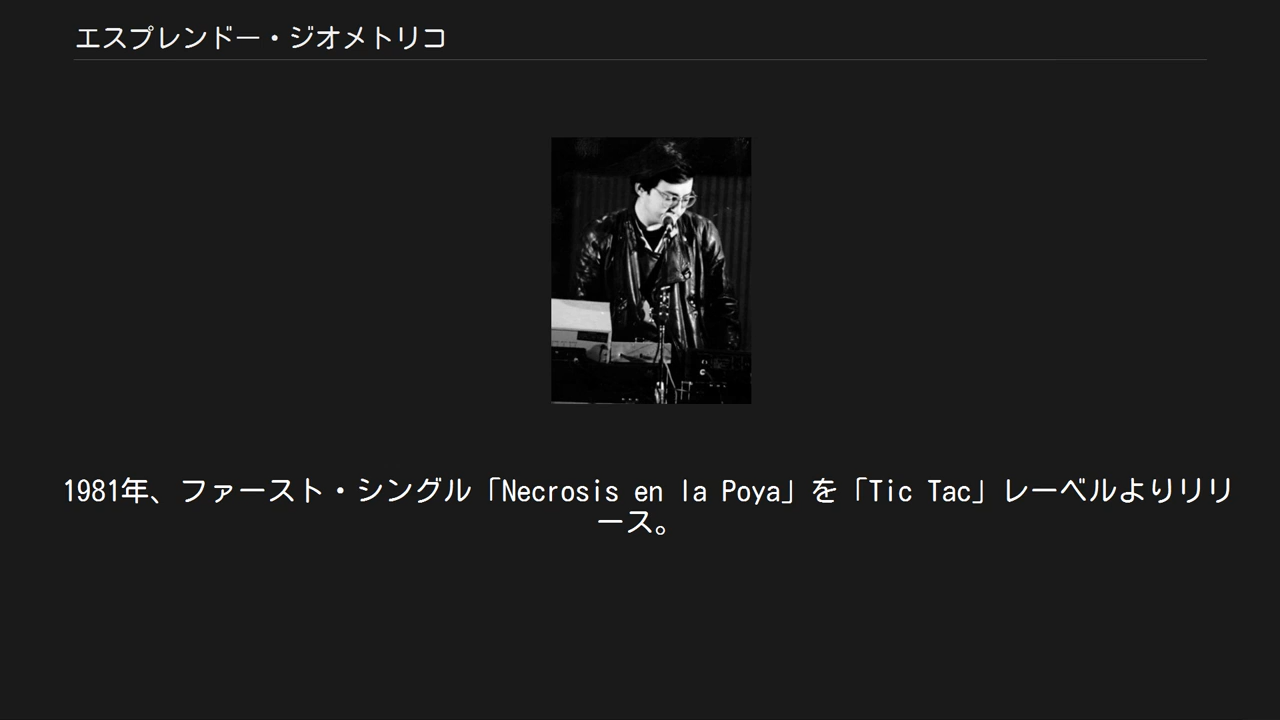 エスプレンドー・ジオメトリコ
1981年、ファースト・シングル「Necrosis en la Poya」を「Tic Tac」レーベルよりリリ
ース。